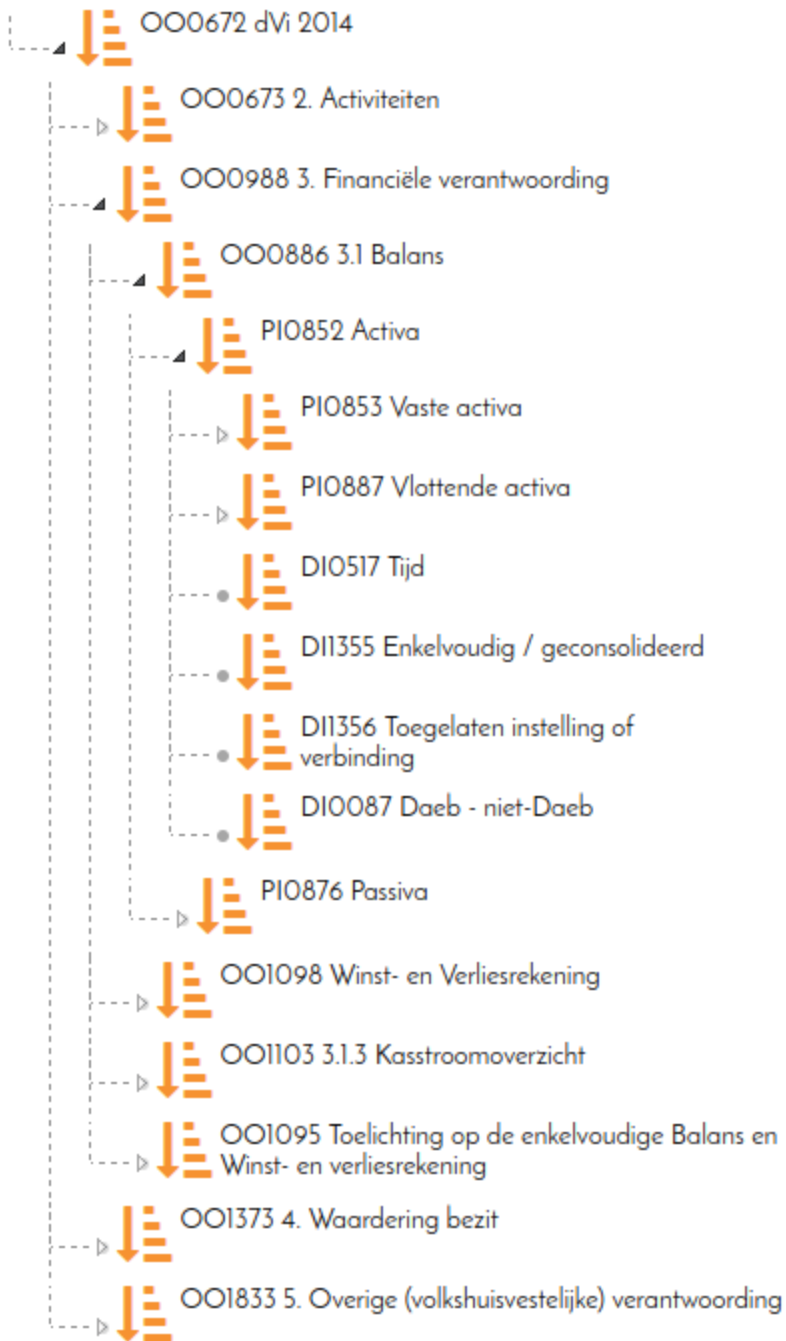 OO0672 dVi 2014
OO0673 2. Activiteiten
OO0988 3. Financiële verantwoording
OO0886 3.1 Balans
PI0852 Activa
PI0853 Vaste activa
PI0887 Vlottende activa
DI0517 Tijd
DI1355 Enkelvoudig / geconsolideerd
DI1356 Toegelaten instelling of
verbinding
DI0087 Daeb - niet-Daeb
PI0876 Passiva
OO1098 Winst- en Verliesrekening
OO1103 3.1.3 Kasstroomoverzicht
OO1095 Toelichting op de enkelvoudige Balans en
Winst- en verliesrekening
OO1373 4. Waardering bezit
OO1833 5. Overige (volkshuisvestelijke) verantwoording